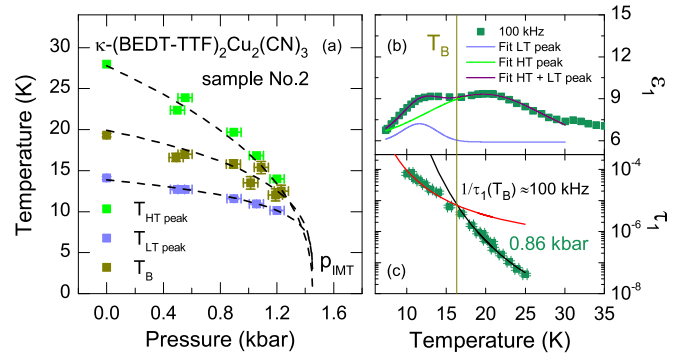 κ-(BEDT-TTF)2Cu2(CN)3 (a)
sample No.2
Temperature (K)
30
25
20
15
10
5
0
THT peak
TLT peak
TB
pIMT
0.0 0.4 0.8 1.2 1.6
Pressure (kbar)
(b) TB
100 kHz
Fit LT peak
Fit HT peak
Fit HT + LT peak
15
12
9
6
ε1
1/τ1(TB) ≈100 kHz
0.86 kbar
(c)
10-4
10-6
10-8
τ1
10 15 20 25 30 35
Temperature (K)